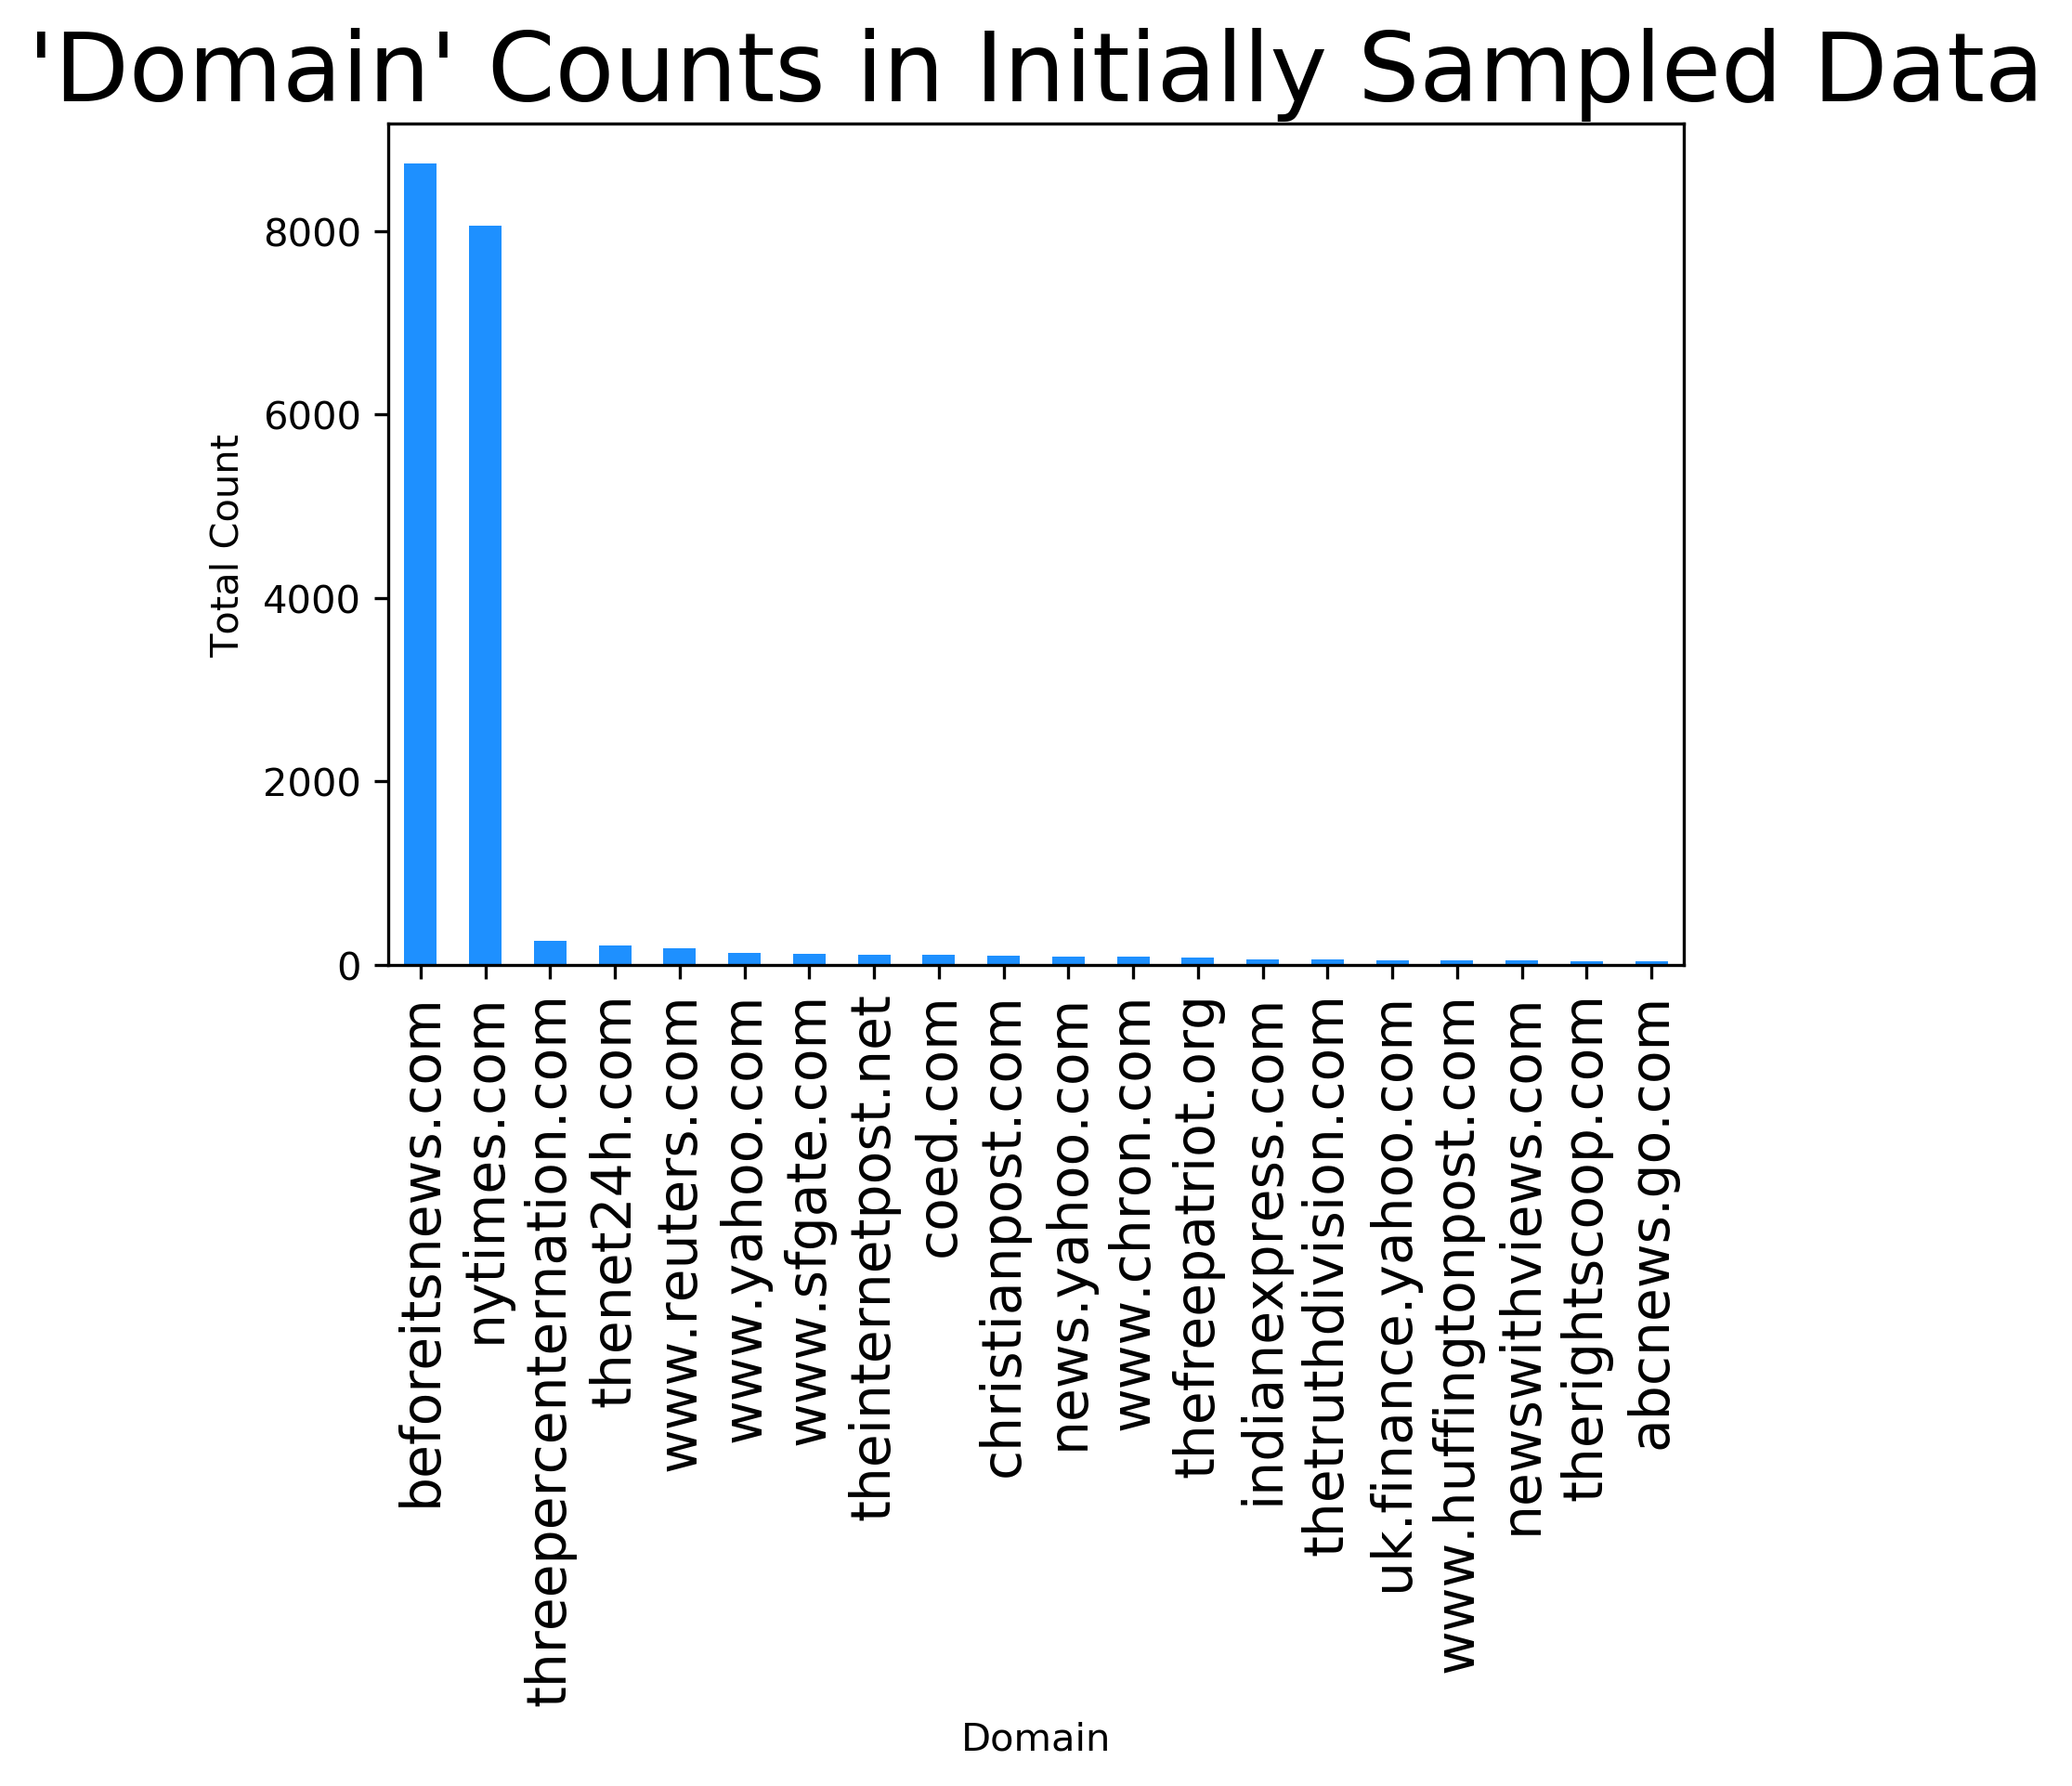 'Domain' Counts in Initially Sampled Data
8000
6000
4000
2000
0
Total Count
beforeitsnews.com
nytimes.com
threepercenternation.com
thenet24h.com
www.reuters.com
www.yahoo.com
www.sfgate.com
theinternetpost.net
coed.com
christianpost.com
news.yahoo.com
www.chron.com
thefreepatriot.org
indianexpress.com
thetruthdivision.com
uk.finance.yahoo.com
www.huffingtonpost.com
newswithviews.com
therightscoop.com
abcnews.go.com
Domain